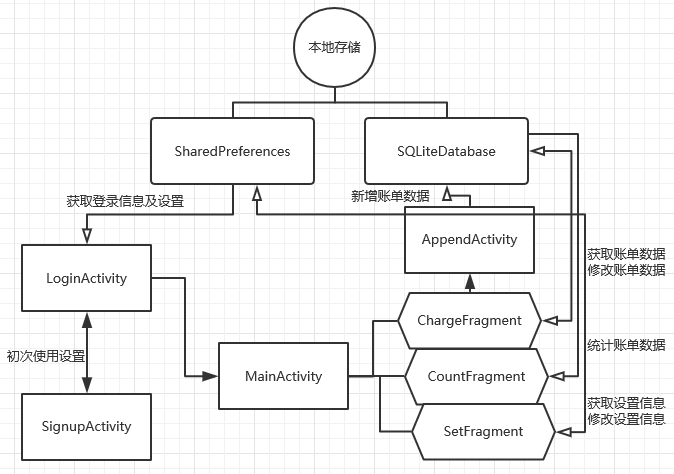 本地存储
SharedPreferences
SQLiteDatabase
获取登录信息及设置
新增账单数据
AppendActivity
获取账单数据
修改账单数据
LoginActivity
ChargeFragment
统计账单数据
初次使用设置
MainActivity
CountFragment
获取设置信息
修改设置信息
SignupActivity
SetFragment